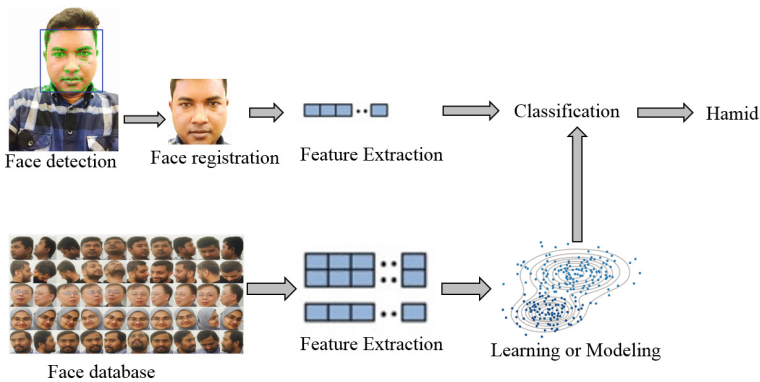 Face detection
Face registration
Feature Extraction
Classification
Hamid
Face database
Feature Extraction
Learning or Modeling